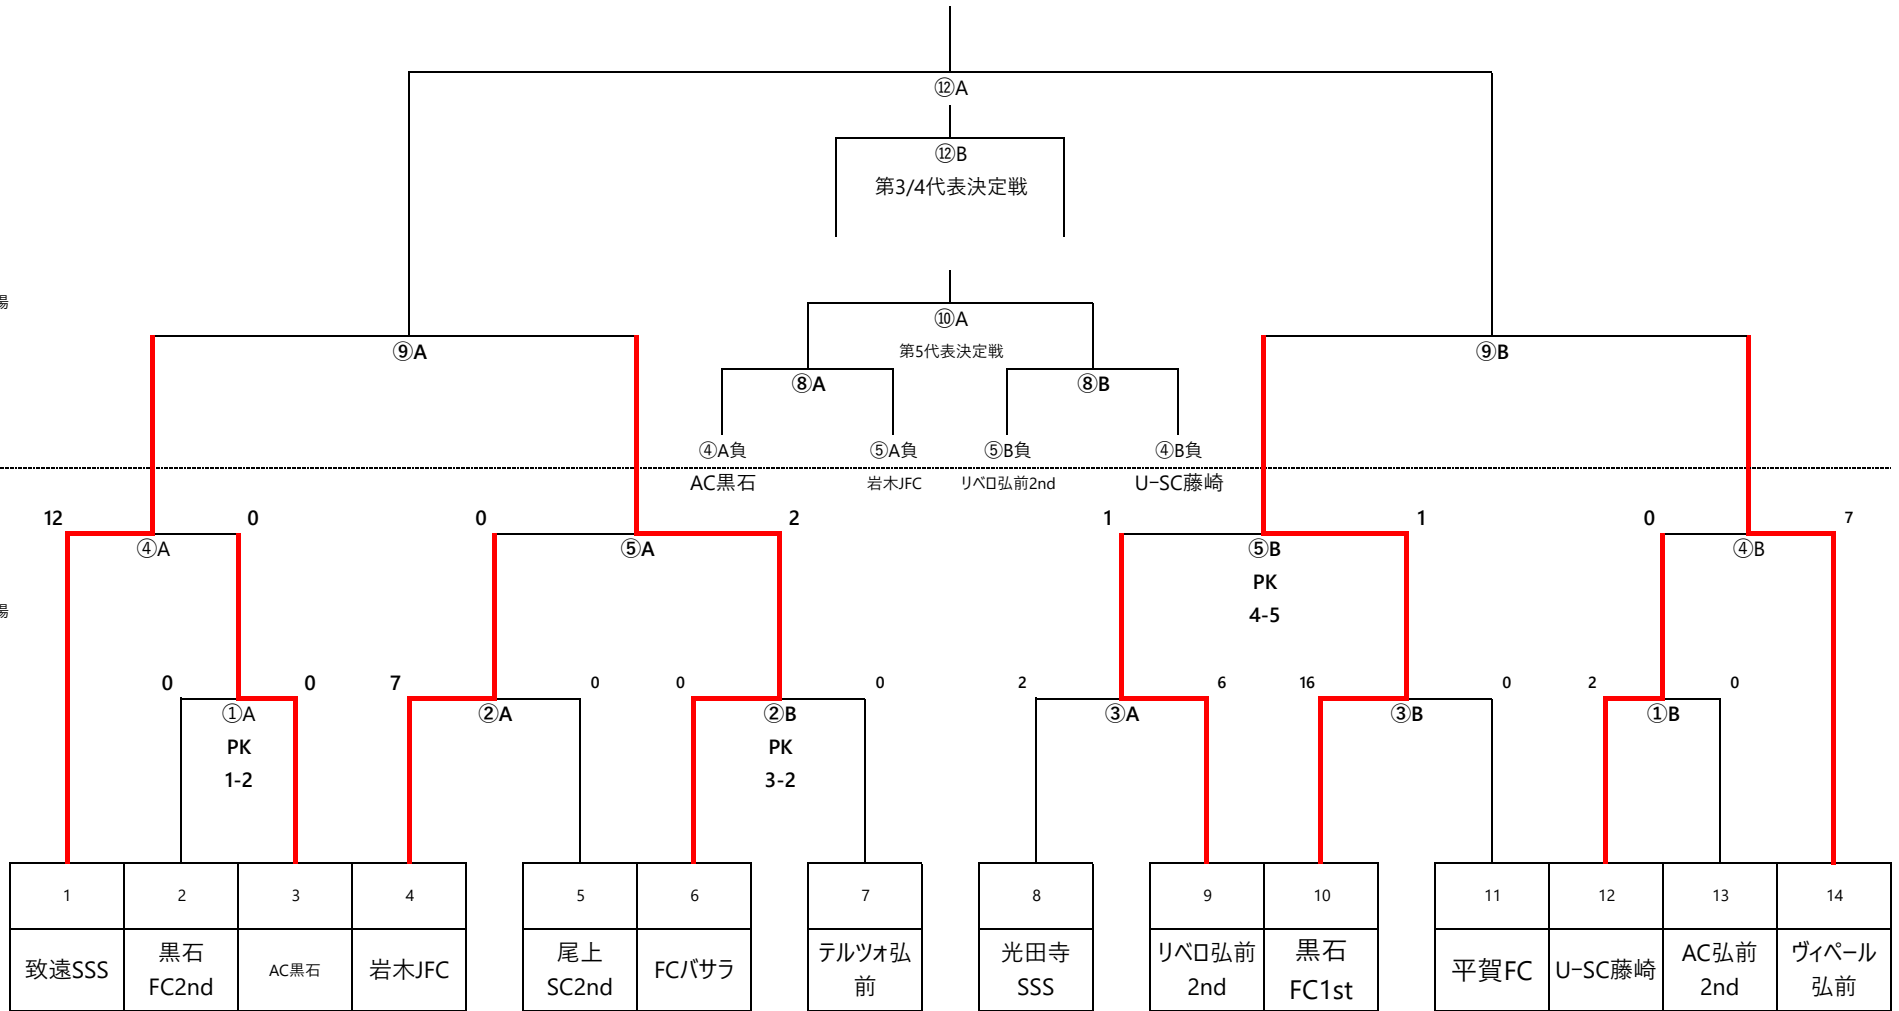 ⑫A
⑫B
第3/4代表決定戦
場
⑩A
⑨A
第5代表決定戦
⑨B
⑧A
⑧B
④A負
⑤A負
⑤B負
④B負
AC黒石
岩木JFC
リベロ弘前2nd
U-SC藤崎
12
0
0
2
1
1
0
7
④A
⑤A
⑤B
④B
PK
4-5
場
0
0
7
0
0
0
2
6
16
0
2
0
①A
②A
②B
③A
③B
①B
PK
PK
1-2
3-2
1
2
3
4
5
6
7
8
9
10
11
12
13
14
致遠SSS
黒石
FC2nd
AC黒石
岩木JFC
尾上
SC2nd
FCバサラ
テルツォ弘
前
光田寺
SSS
リベロ弘前
2nd
黒石
FC1st
平賀FC
U-SC藤崎
AC弘前
2nd
ヴィペール
弘前